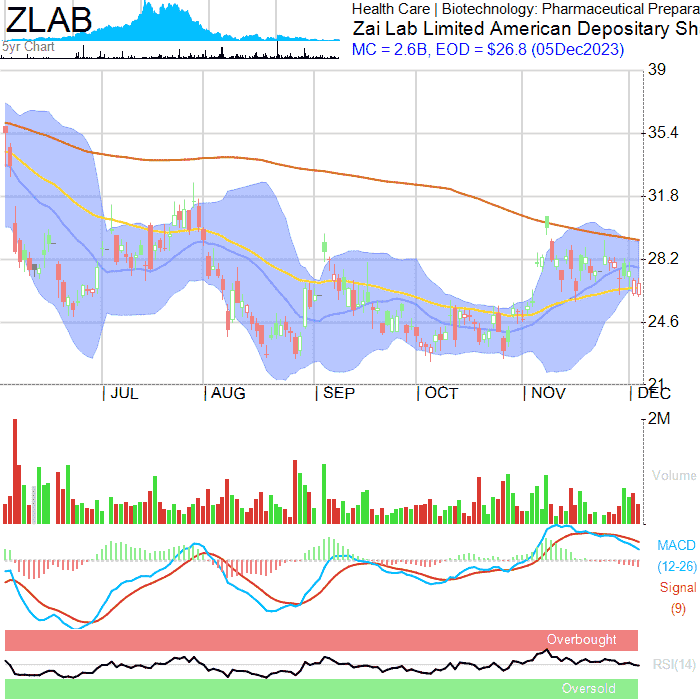 ZLAB
5yr Chart
Health Care | Biotechnology: Pharmaceutical Prepara
Zai Lab Limited American Depositary Sh
MC = 2.6B, EOD = $26.8 (05Dec2023)
39
35.4
31.8
28.2
24.6
21
| JUL | AUG | SEP | OCT | NOV | DEC
2M
Volume
MACD
(12-26)
Signal
(9)
Overbought
RSI(14)
Oversold